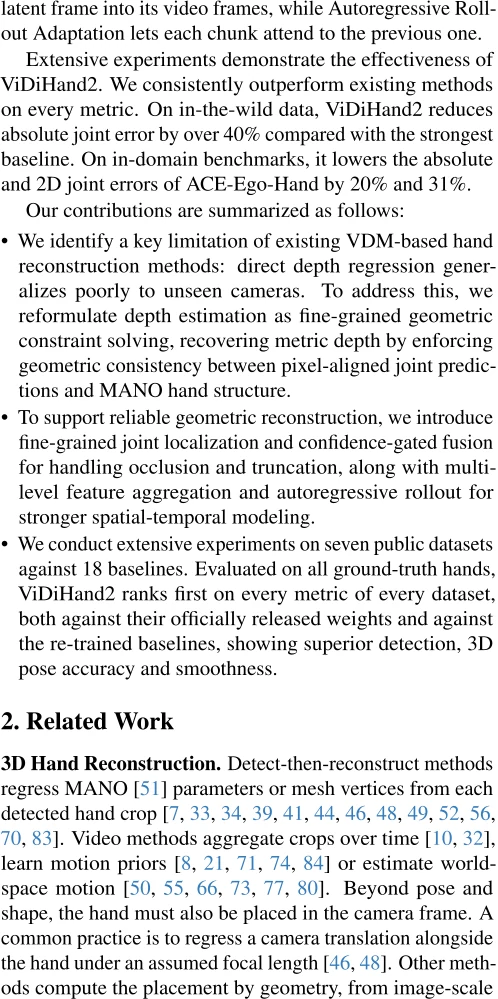 latent frame into its video frames, while Autoregressive Roll-
out Adaptation lets each chunk attend to the previous one.
Extensive experiments demonstrate the effectiveness of
ViDiHand2. We consistently outperform existing methods
on every metric. On in-the-wild data, ViDiHand2 reduces
absolute joint error by over 40% compared with the strongest
baseline. On in-domain benchmarks, it lowers the absolute
and 2D joint errors of ACE-Ego-Hand by 20% and 31%.
Our contributions are summarized as follows:
• We identify a key limitation of existing VDM-based hand
reconstruction methods: direct depth regression gener-
alizes poorly to unseen cameras. To address this, we
reformulate depth estimation as fine-grained geometric
constraint solving, recovering metric depth by enforcing
geometric consistency between pixel-aligned joint predic-
tions and MANO hand structure.
• To support reliable geometric reconstruction, we introduce
fine-grained joint localization and confidence-gated fusion
for handling occlusion and truncation, along with multi-
level feature aggregation and autoregressive rollout for
stronger spatial-temporal modeling.
• We conduct extensive experiments on seven public datasets
against 18 baselines. Evaluated on all ground-truth hands,
ViDiHand2 ranks first on every metric of every dataset,
both against their officially released weights and against
the re-trained baselines, showing superior detection, 3D
pose accuracy and smoothness.
2. Related Work
3D Hand Reconstruction. Detect-then-reconstruct methods
regress MANO [51] parameters or mesh vertices from each
detected hand crop [7, 33, 34, 39, 41, 44, 46, 48, 49, 52, 56,
70, 83]. Video methods aggregate crops over time [10, 32],
learn motion priors [8, 21, 71, 74, 84] or estimate world-
space motion [50, 55, 66, 73, 77, 80]. Beyond pose and
shape, the hand must also be placed in the camera frame. A
common practice is to regress a camera translation alongside
the hand under an assumed focal length [46, 48]. Other meth-
ods compute the placement by geometry, from image-scale